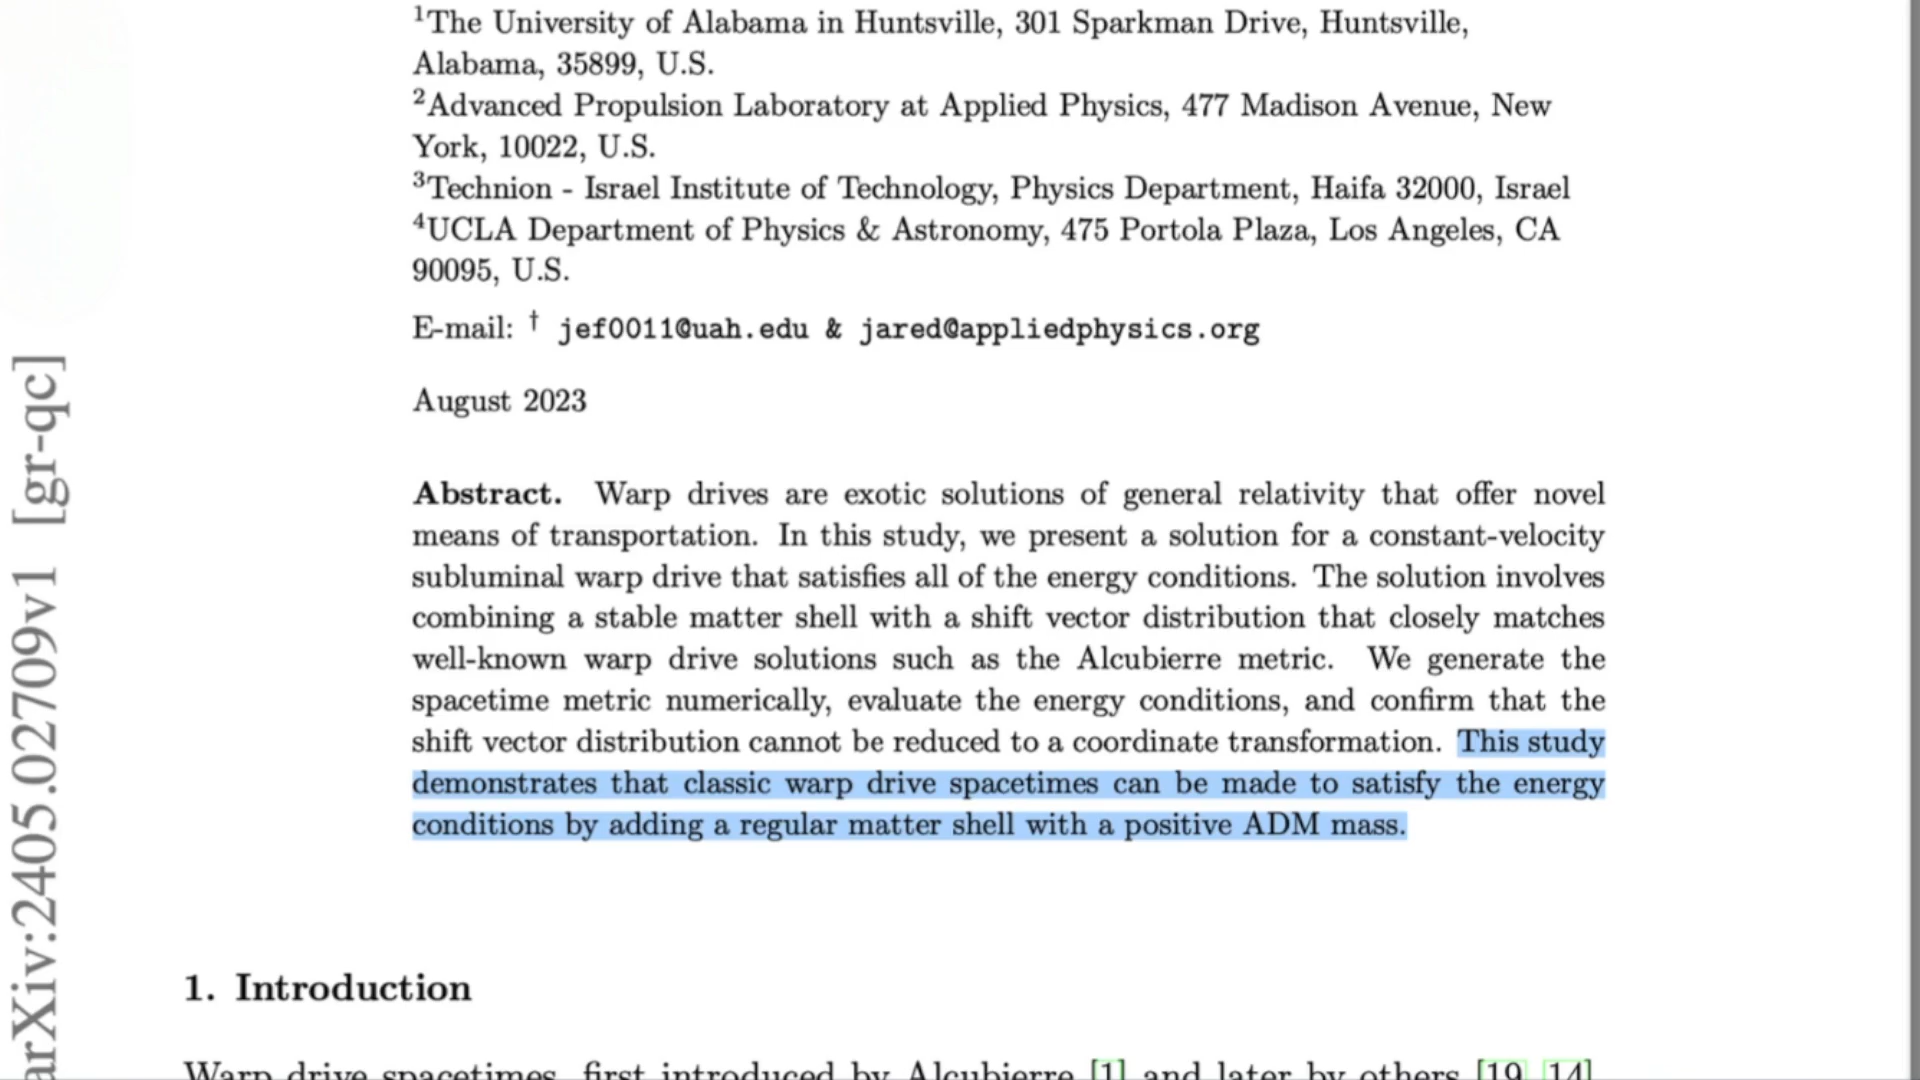 ¹The University of Alabama in Huntsville, 301 Sparkman Drive, Huntsville,
Alabama, 35899, U.S.
²Advanced Propulsion Laboratory at Applied Physics, 477 Madison Avenue, New
York, 10022, U.S.
³Technion - Israel Institute of Technology, Physics Department, Haifa 32000, Israel
⁴UCLA Department of Physics & Astronomy, 475 Portola Plaza, Los Angeles, CA
90095, U.S.
E-mail: † jef0011@uah.edu & jared@appliedphysics.org
August 2023
Abstract. Warp drives are exotic solutions of general relativity that offer novel
means of transportation. In this study, we present a solution for a constant-velocity
subluminal warp drive that satisfies all of the energy conditions. The solution involves
combining a stable matter shell with a shift vector distribution that closely matches
well-known warp drive solutions such as the Alcubierre metric. We generate the
spacetime metric numerically, evaluate the energy conditions, and confirm that the
shift vector distribution cannot be reduced to a coordinate transformation. This study
demonstrates that classic warp drive spacetimes can be made to satisfy the energy
conditions by adding a regular matter shell with a positive ADM mass.
1. Introduction
Warp drive spacetimes, first introduced by Alcubierre [1] and later by others [19, 14]
arXiv:2405.02709v1 [gr-qc]